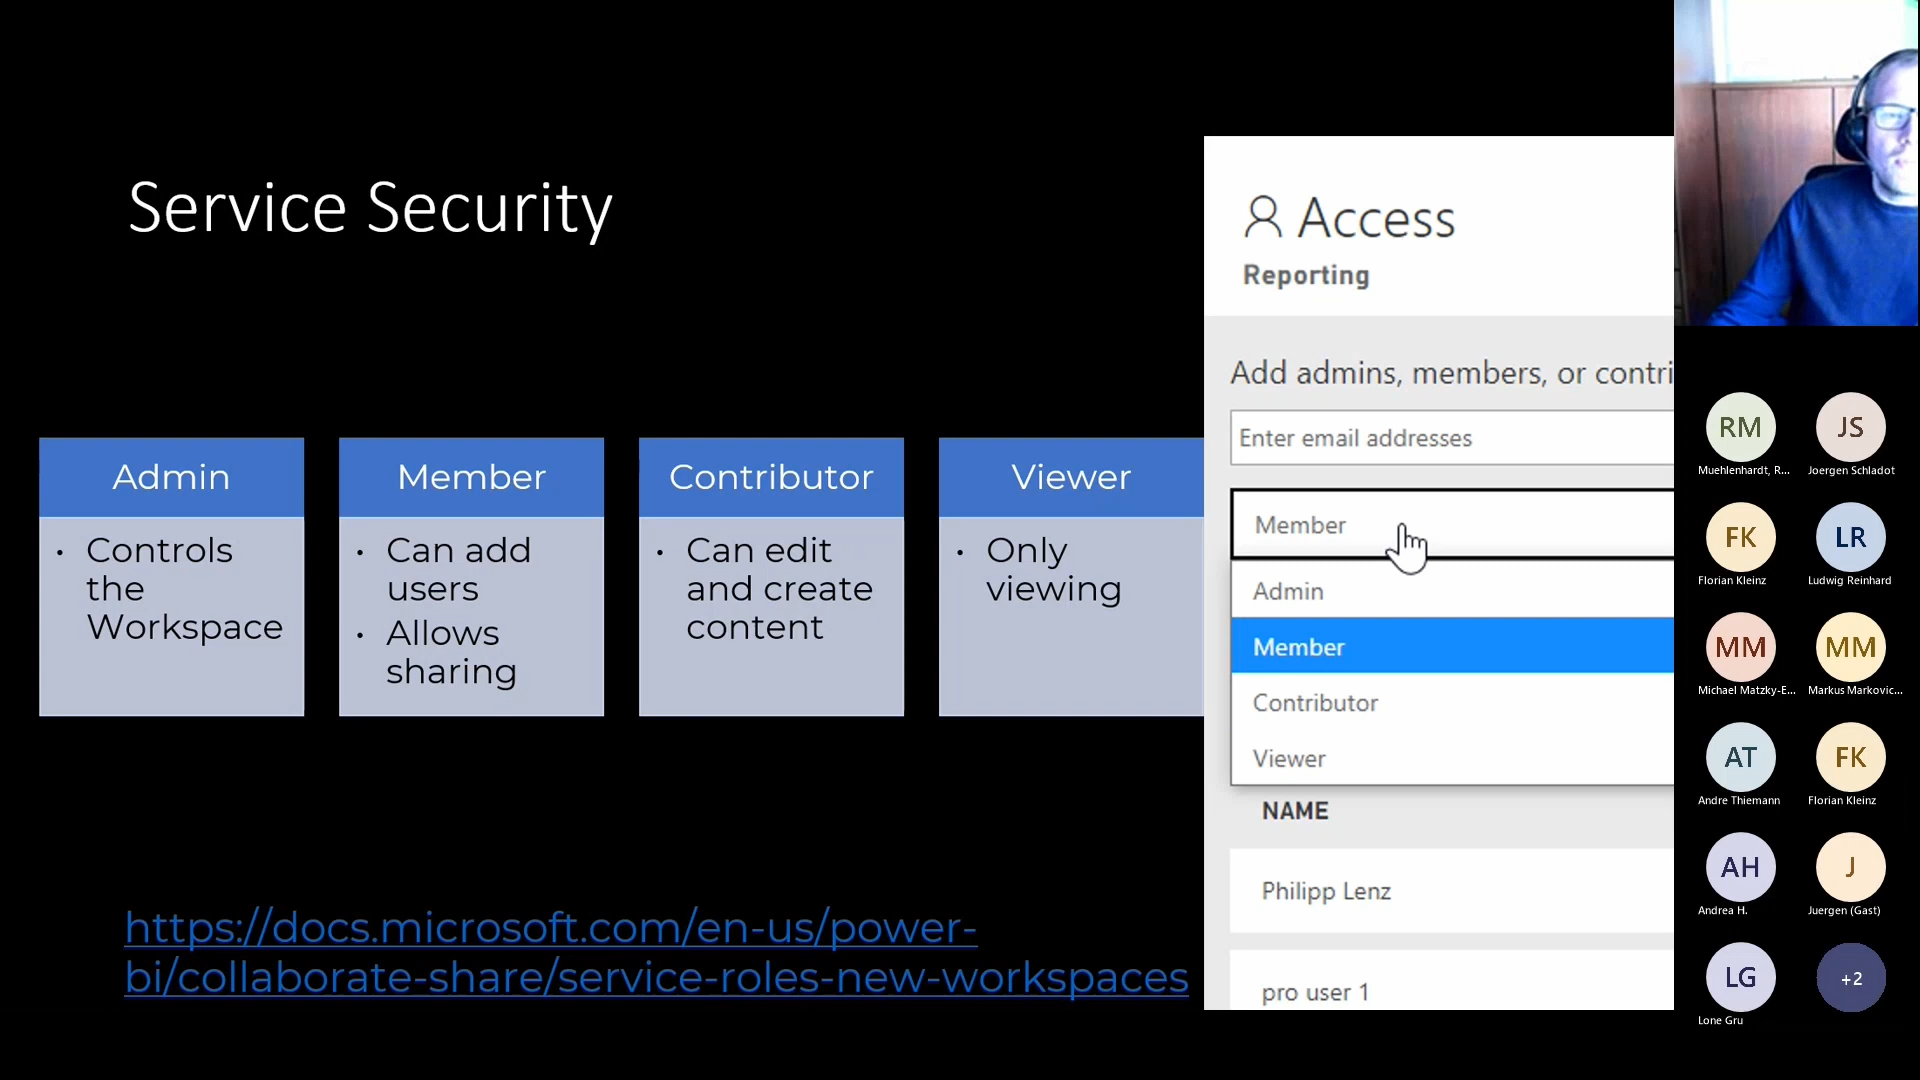 Service Security
Admin
• Controls
the
Workspace
Member
• Can add
users
• Allows
sharing
Contributor
• Can edit
and create
content
Viewer
• Only
viewing
https://docs.microsoft.com/en-us/power-
bi/collaborate-share/service-roles-new-workspaces
Access
Reporting
Add admins, members, or contri
Enter email addresses
Member
Admin
Member
Contributor
Viewer
NAME
Philipp Lenz
pro user 1
RM
JS
Muehlenhardt, R...
Joergen Schladot
FK
LR
Florian Kleinz
Ludwig Reinhard
MM
MM
Michael Matzky-E...
Markus Markovic...
AT
FK
Andre Thiemann
Florian Kleinz
AH
J
Andrea H.
Juergen (Gast)
LG
+2
Lone Gru